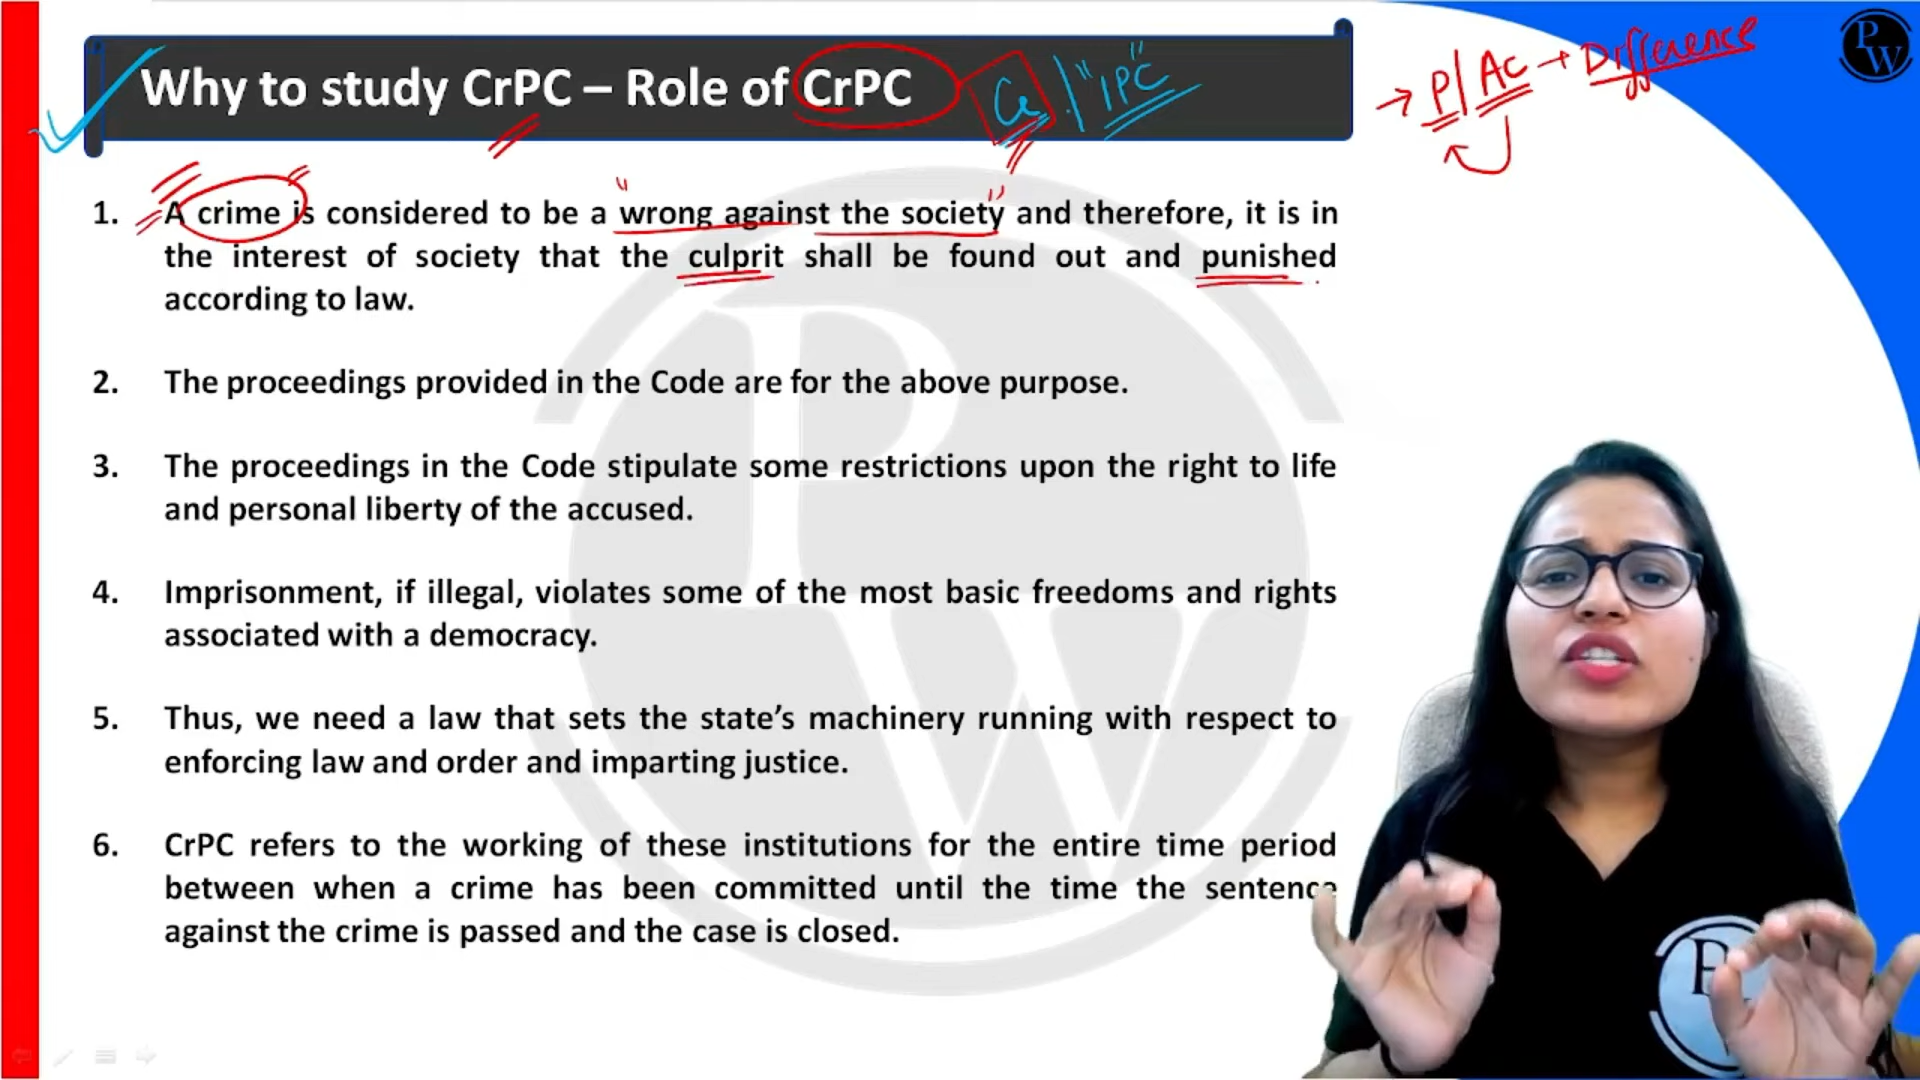 Why to study CrPC – Role of CrPC
Cr / "IPC"
→ P / Ac → Difference
PW
1. A crime is considered to be a wrong against the society and therefore, it is in
the interest of society that the culprit shall be found out and punished
according to law.
2. The proceedings provided in the Code are for the above purpose.
3. The proceedings in the Code stipulate some restrictions upon the right to life
and personal liberty of the accused.
4. Imprisonment, if illegal, violates some of the most basic freedoms and rights
associated with a democracy.
5. Thus, we need a law that sets the state's machinery running with respect to
enforcing law and order and imparting justice.
6. CrPC refers to the working of these institutions for the entire time period
between when a crime has been committed until the time the sentence
against the crime is passed and the case is closed.
PW